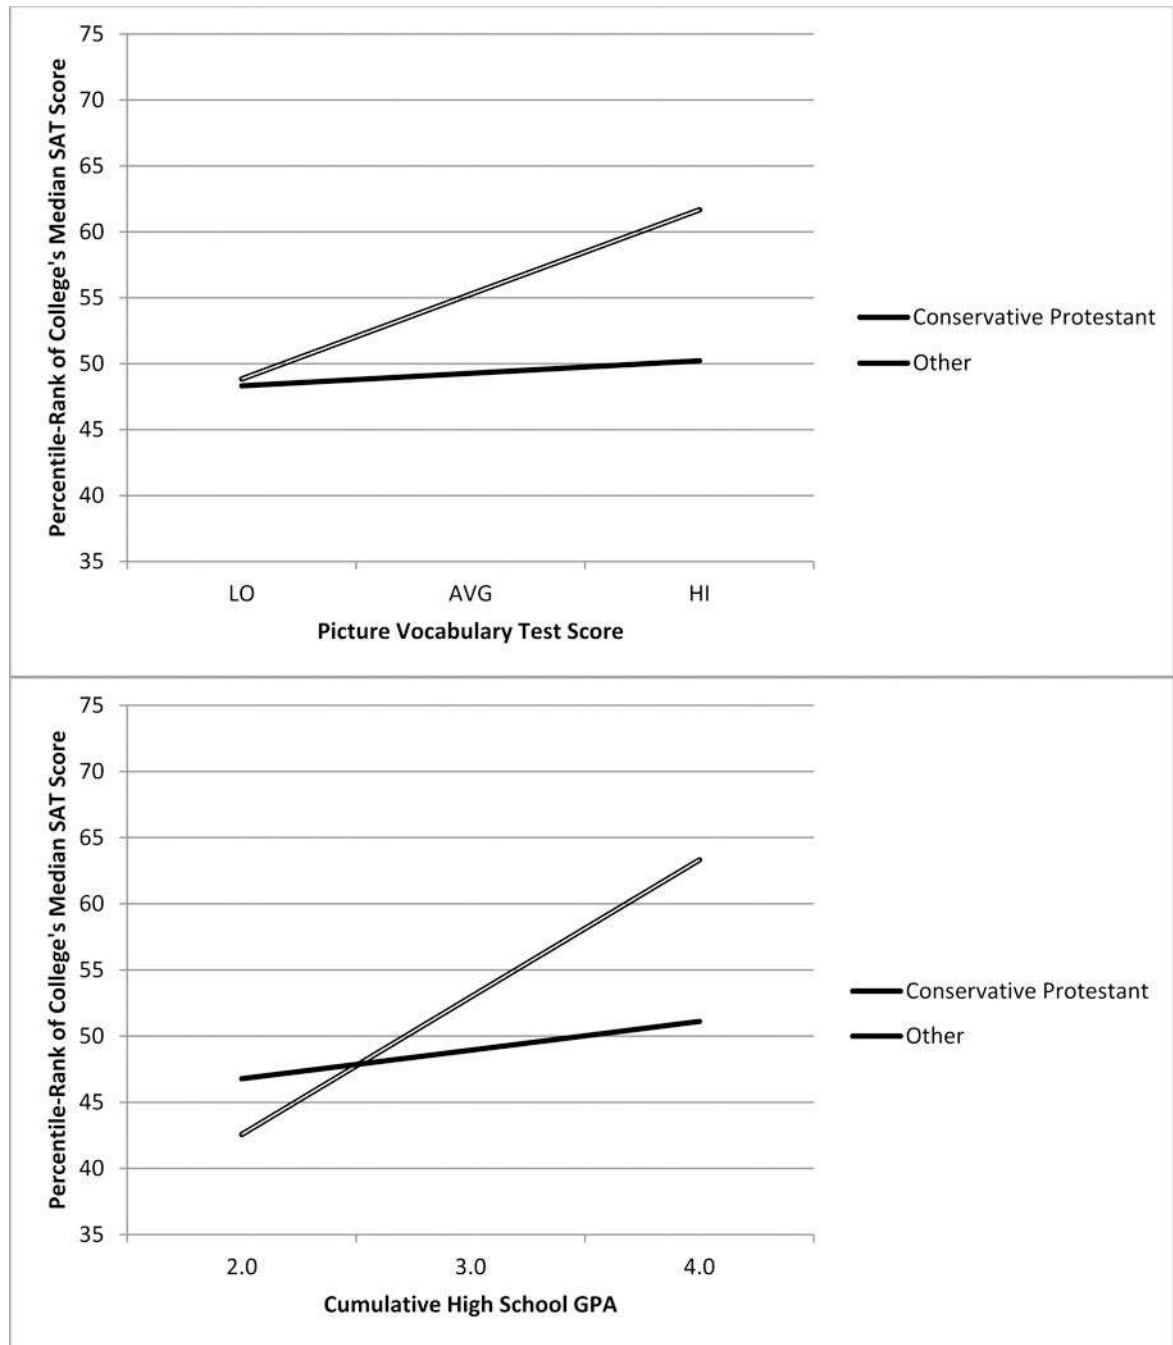 Percentile-Rank of College's Median SAT Score
75
70
65
60
55
50
45
40
35
LO AVG HI
Picture Vocabulary Test Score
Conservative Protestant
Other
Percentile-Rank of College's Median SAT Score
75
70
65
60
55
50
45
40
35
2.0 3.0 4.0
Cumulative High School GPA
Conservative Protestant
Other